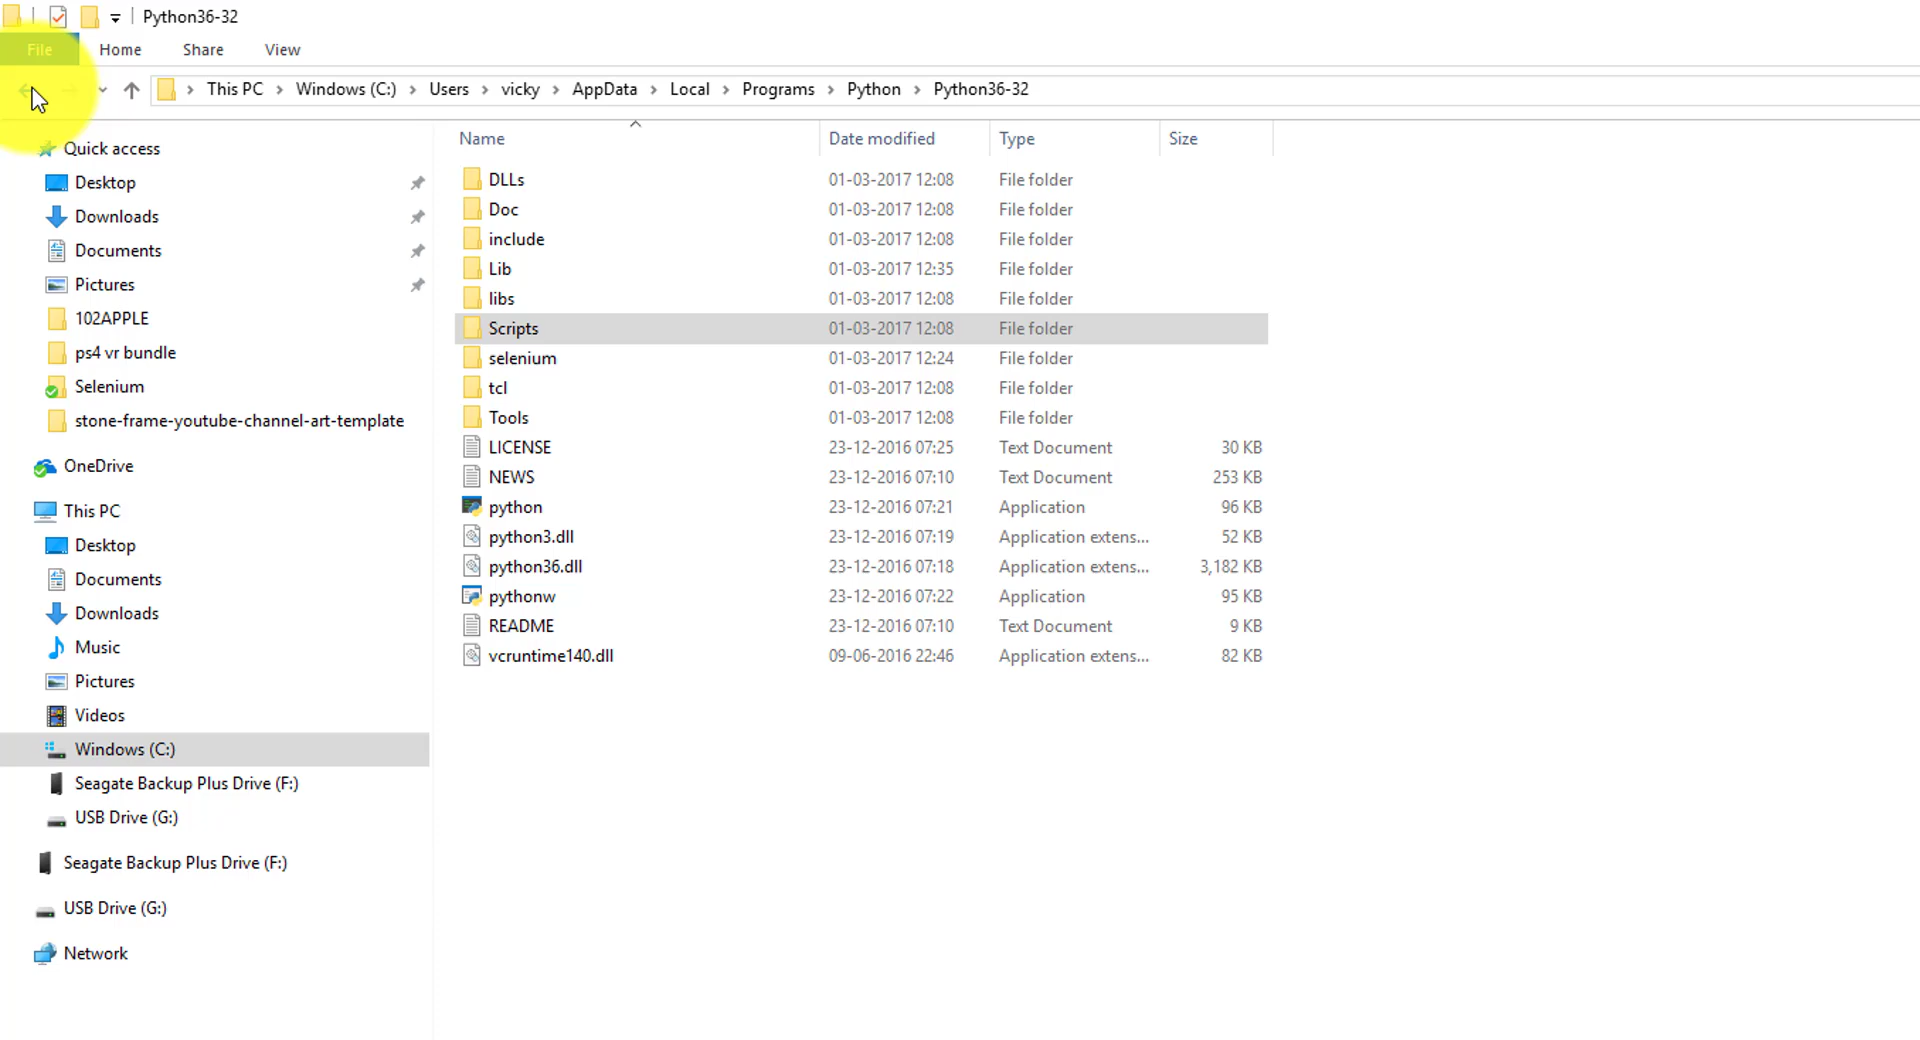 Python36-32
File Home Share View
This PC Windows (C:) Users vicky AppData Local Programs Python Python36-32
Quick access
Desktop
Downloads
Documents
Pictures
102APPLE
ps4 vr bundle
Selenium
stone-frame-youtube-channel-art-template
OneDrive
This PC
Desktop
Documents
Downloads
Music
Pictures
Videos
Windows (C:)
Seagate Backup Plus Drive (F:)
USB Drive (G:)
Seagate Backup Plus Drive (F:)
USB Drive (G:)
Network
Name Date modified Type Size
DLLs 01-03-2017 12:08 File folder
Doc 01-03-2017 12:08 File folder
include 01-03-2017 12:08 File folder
Lib 01-03-2017 12:35 File folder
libs 01-03-2017 12:08 File folder
Scripts 01-03-2017 12:08 File folder
selenium 01-03-2017 12:24 File folder
tcl 01-03-2017 12:08 File folder
Tools 01-03-2017 12:08 File folder
LICENSE 23-12-2016 07:25 Text Document 30 KB
NEWS 23-12-2016 07:10 Text Document 253 KB
python 23-12-2016 07:21 Application 96 KB
python3.dll 23-12-2016 07:19 Application extens... 52 KB
python36.dll 23-12-2016 07:18 Application extens... 3,182 KB
pythonw 23-12-2016 07:22 Application 95 KB
README 23-12-2016 07:10 Text Document 9 KB
vcruntime140.dll 09-06-2016 22:46 Application extens... 82 KB